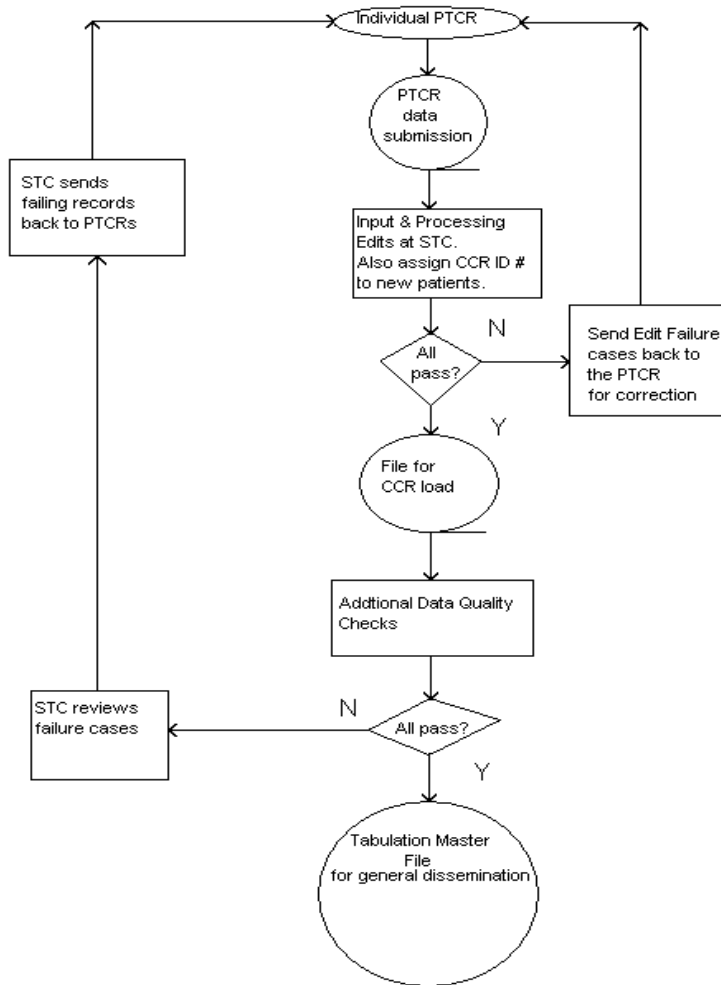 Individual PTCR
PTCR
data
submission
STC sends
failing records
back to PTCRs
Input & Processing
Edits at STC.
Also assign CCR ID #
to new patients.
N
All
pass?
Send Edit Failure
cases back to
the PTCR
for correction
Y
File for
CCR load
Addtional Data Quality
Checks
STC reviews
failure cases
N
All pass?
Y
Tabulation Master
File
for general dissemination